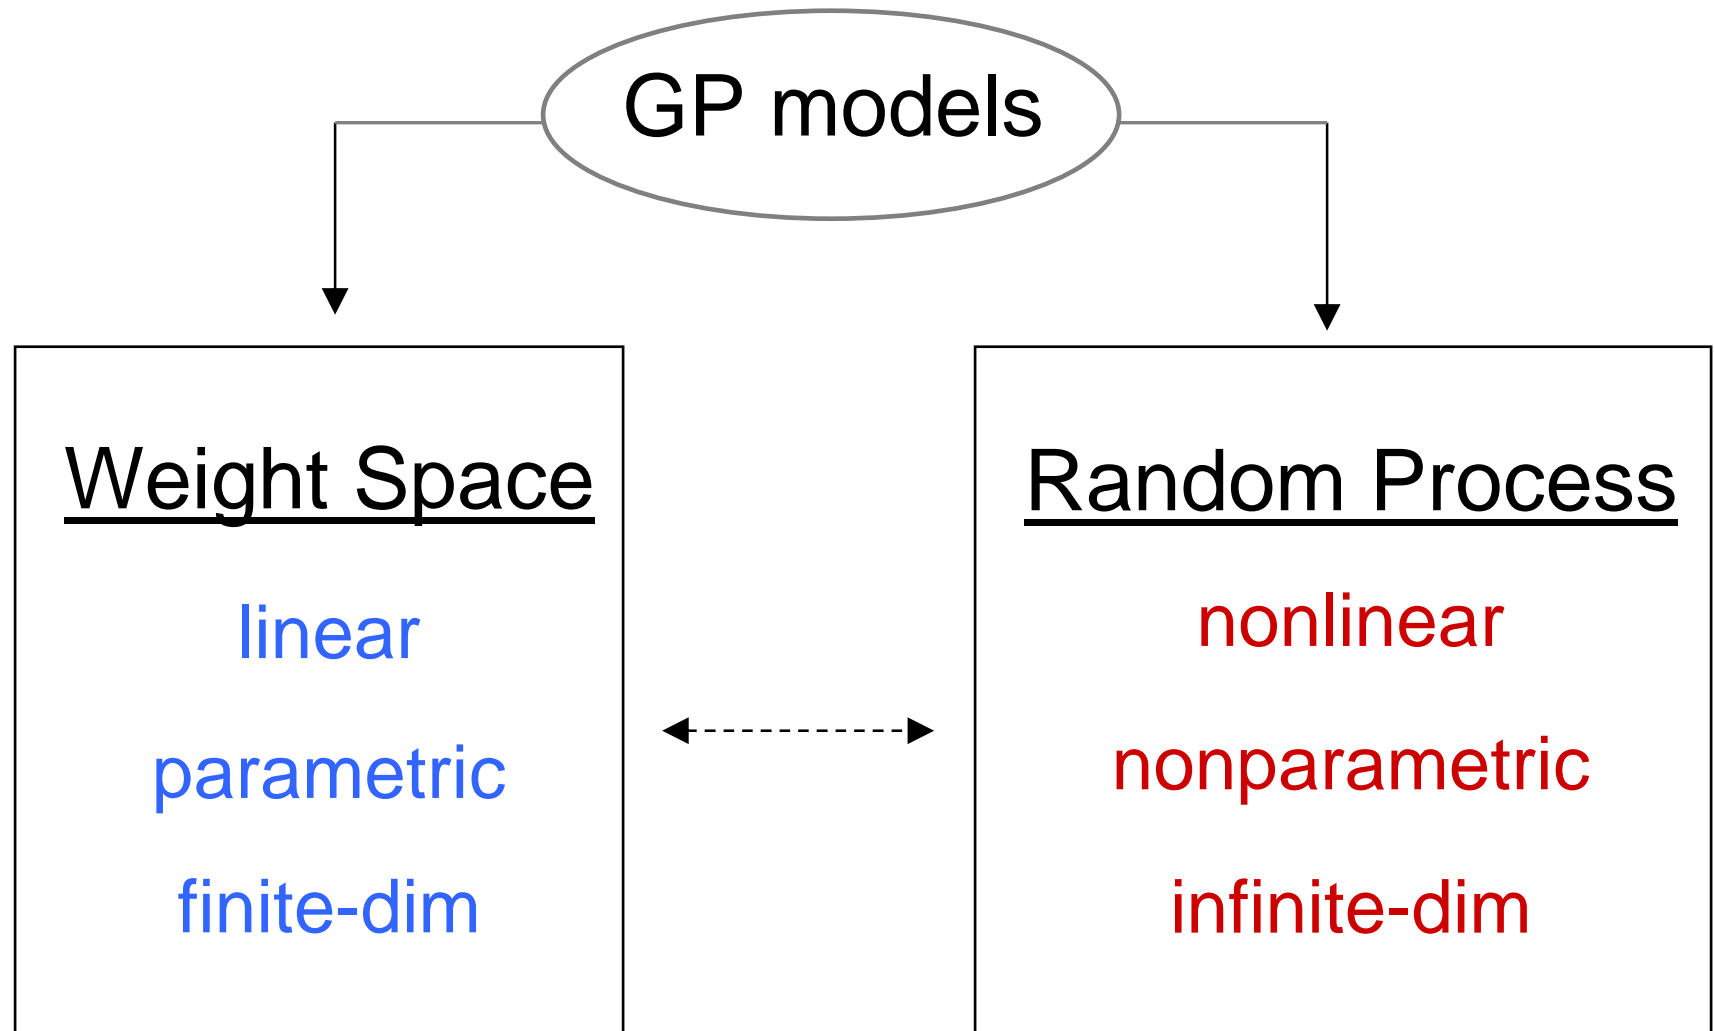 GP models
Weight Space
linear
parametric
finite-dim
Random Process
nonlinear
nonparametric
infinite-dim